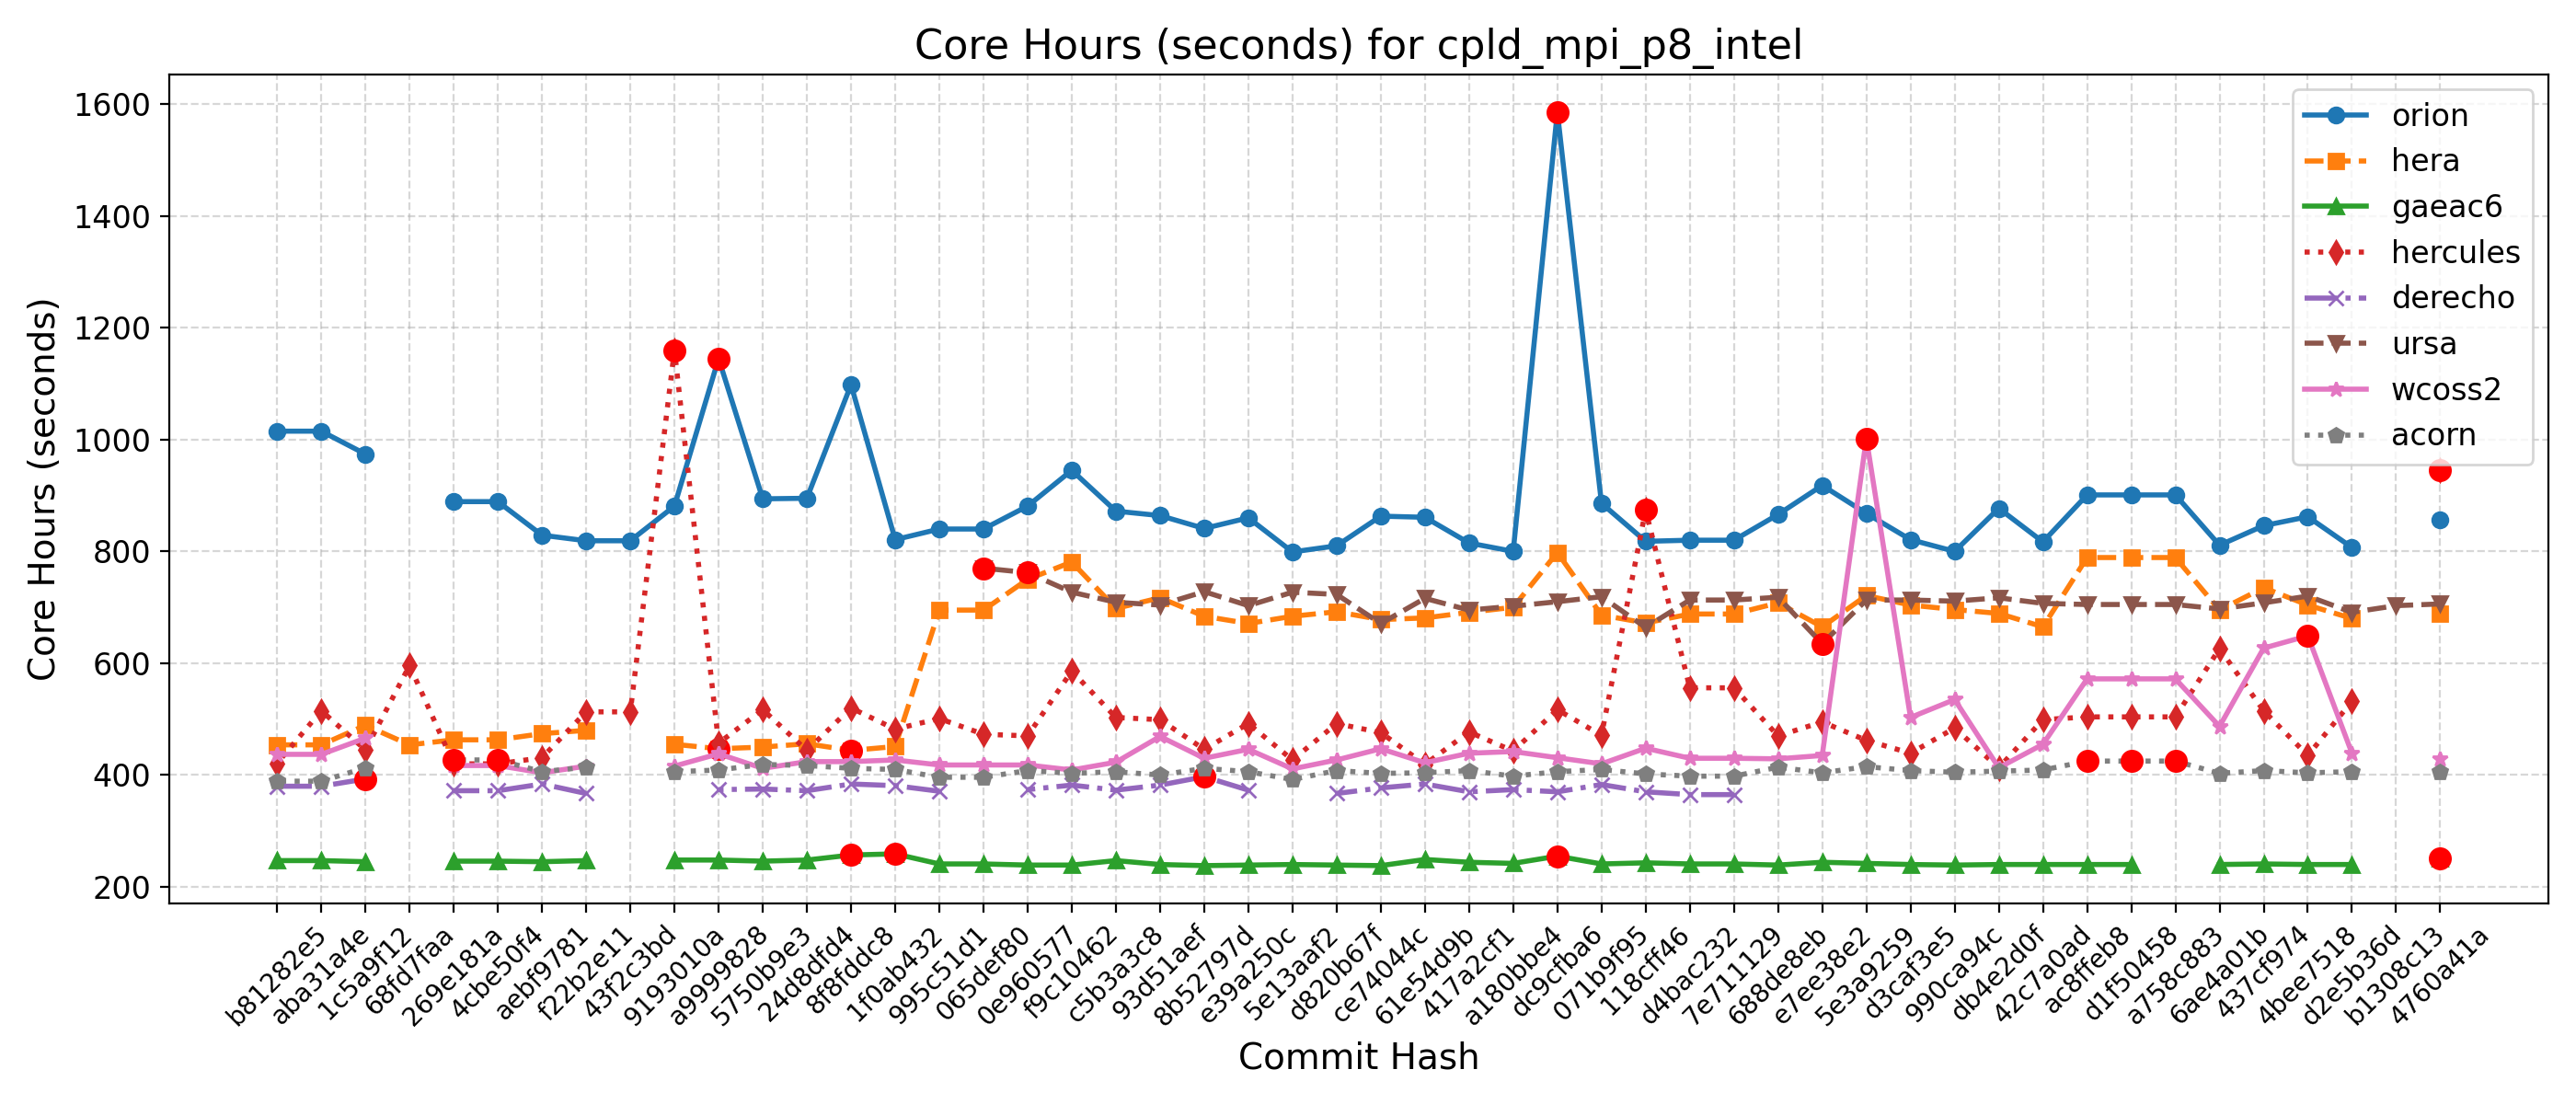 Core Hours (seconds) for cpld_mpi_p8_intel
Core Hours (seconds)
1600
1400
1200
1000
800
600
400
200
orion
hera
gaeac6
hercules
derecho
ursa
wcoss2
acorn
b81282e5
aba31a4e
1c5a9f12
68fd7faa
269e181a
4cbe50f4
aebf9781
f22b2e11
43f2c3bd
9193010a
a9999828
5750b9e3
24d8dfd4
8f8fddc8
1f0ab432
995c51d1
065def80
0e960577
f9c10462
c5b3a3c8
93d51aef
8b52797d
e39a250c
5e13aaf2
d820b67f
ce74044c
61e54d9b
417a2cf1
a180bbe4
dc9cfba6
071b9f95
118cff46
d4bac232
7e711129
688de8eb
e7ee38e2
5e3a9259
d3caf3e5
990ca94c
db4e2d0f
42c7a0ad
ac8ffeb8
d1f50458
a758c883
6ae4a01b
437cf974
4bee7518
d2e5b36d
b1308c13
4760a41a
Commit Hash